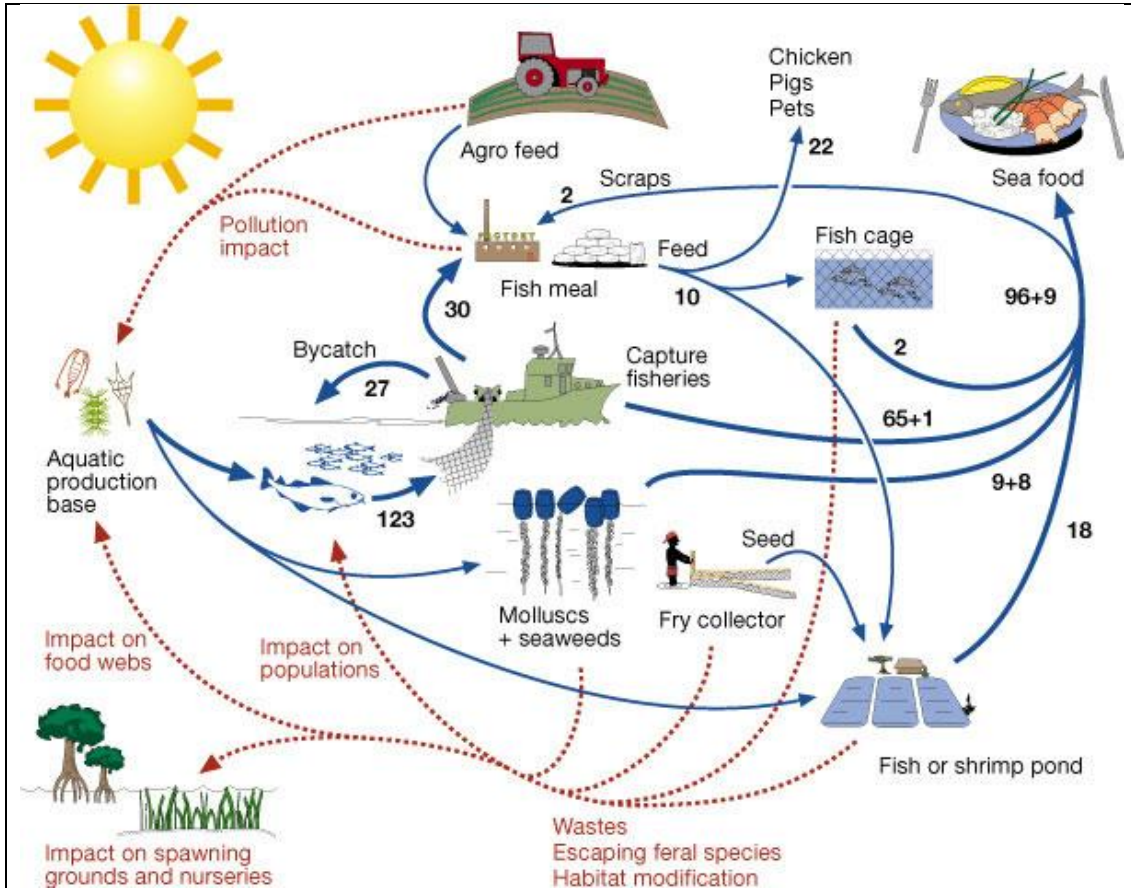 Chicken
Pigs
Pets
22
Agro feed
2
Scraps
Sea food
Pollution
impact
FACTORY
Feed
Fish cage
Fish meal
10
96+9
30
2
Bycatch
27
Capture
fisheries
65+1
Aquatic
production
base
123
9+8
18
Seed
Molluscs
+ seaweeds
Fry collector
Impact on
food webs
Impact on
populations
Fish or shrimp pond
Wastes
Escaping feral species
Habitat modification
Impact on spawning
grounds and nurseries